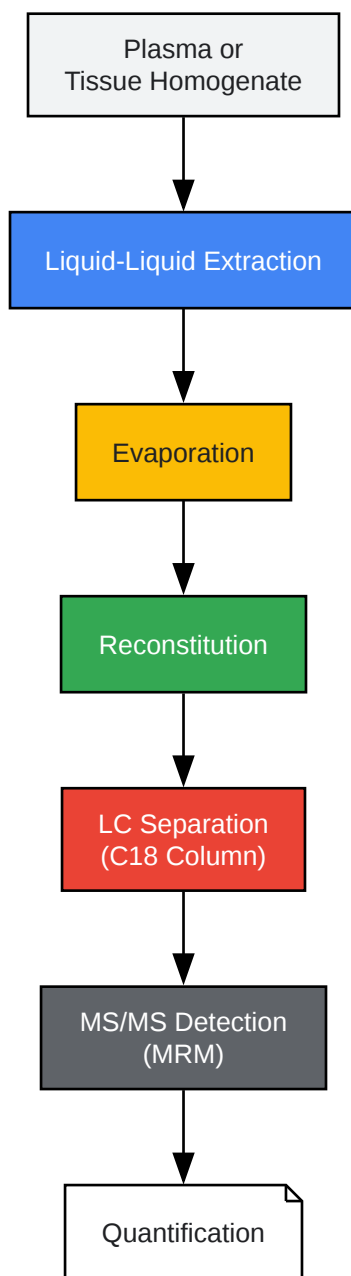 Plasma or
Tissue Homogenate
Liquid-Liquid Extraction
Evaporation
Reconstitution
LC Separation
(C18 Column)
MS/MS Detection
(MRM)
Quantification